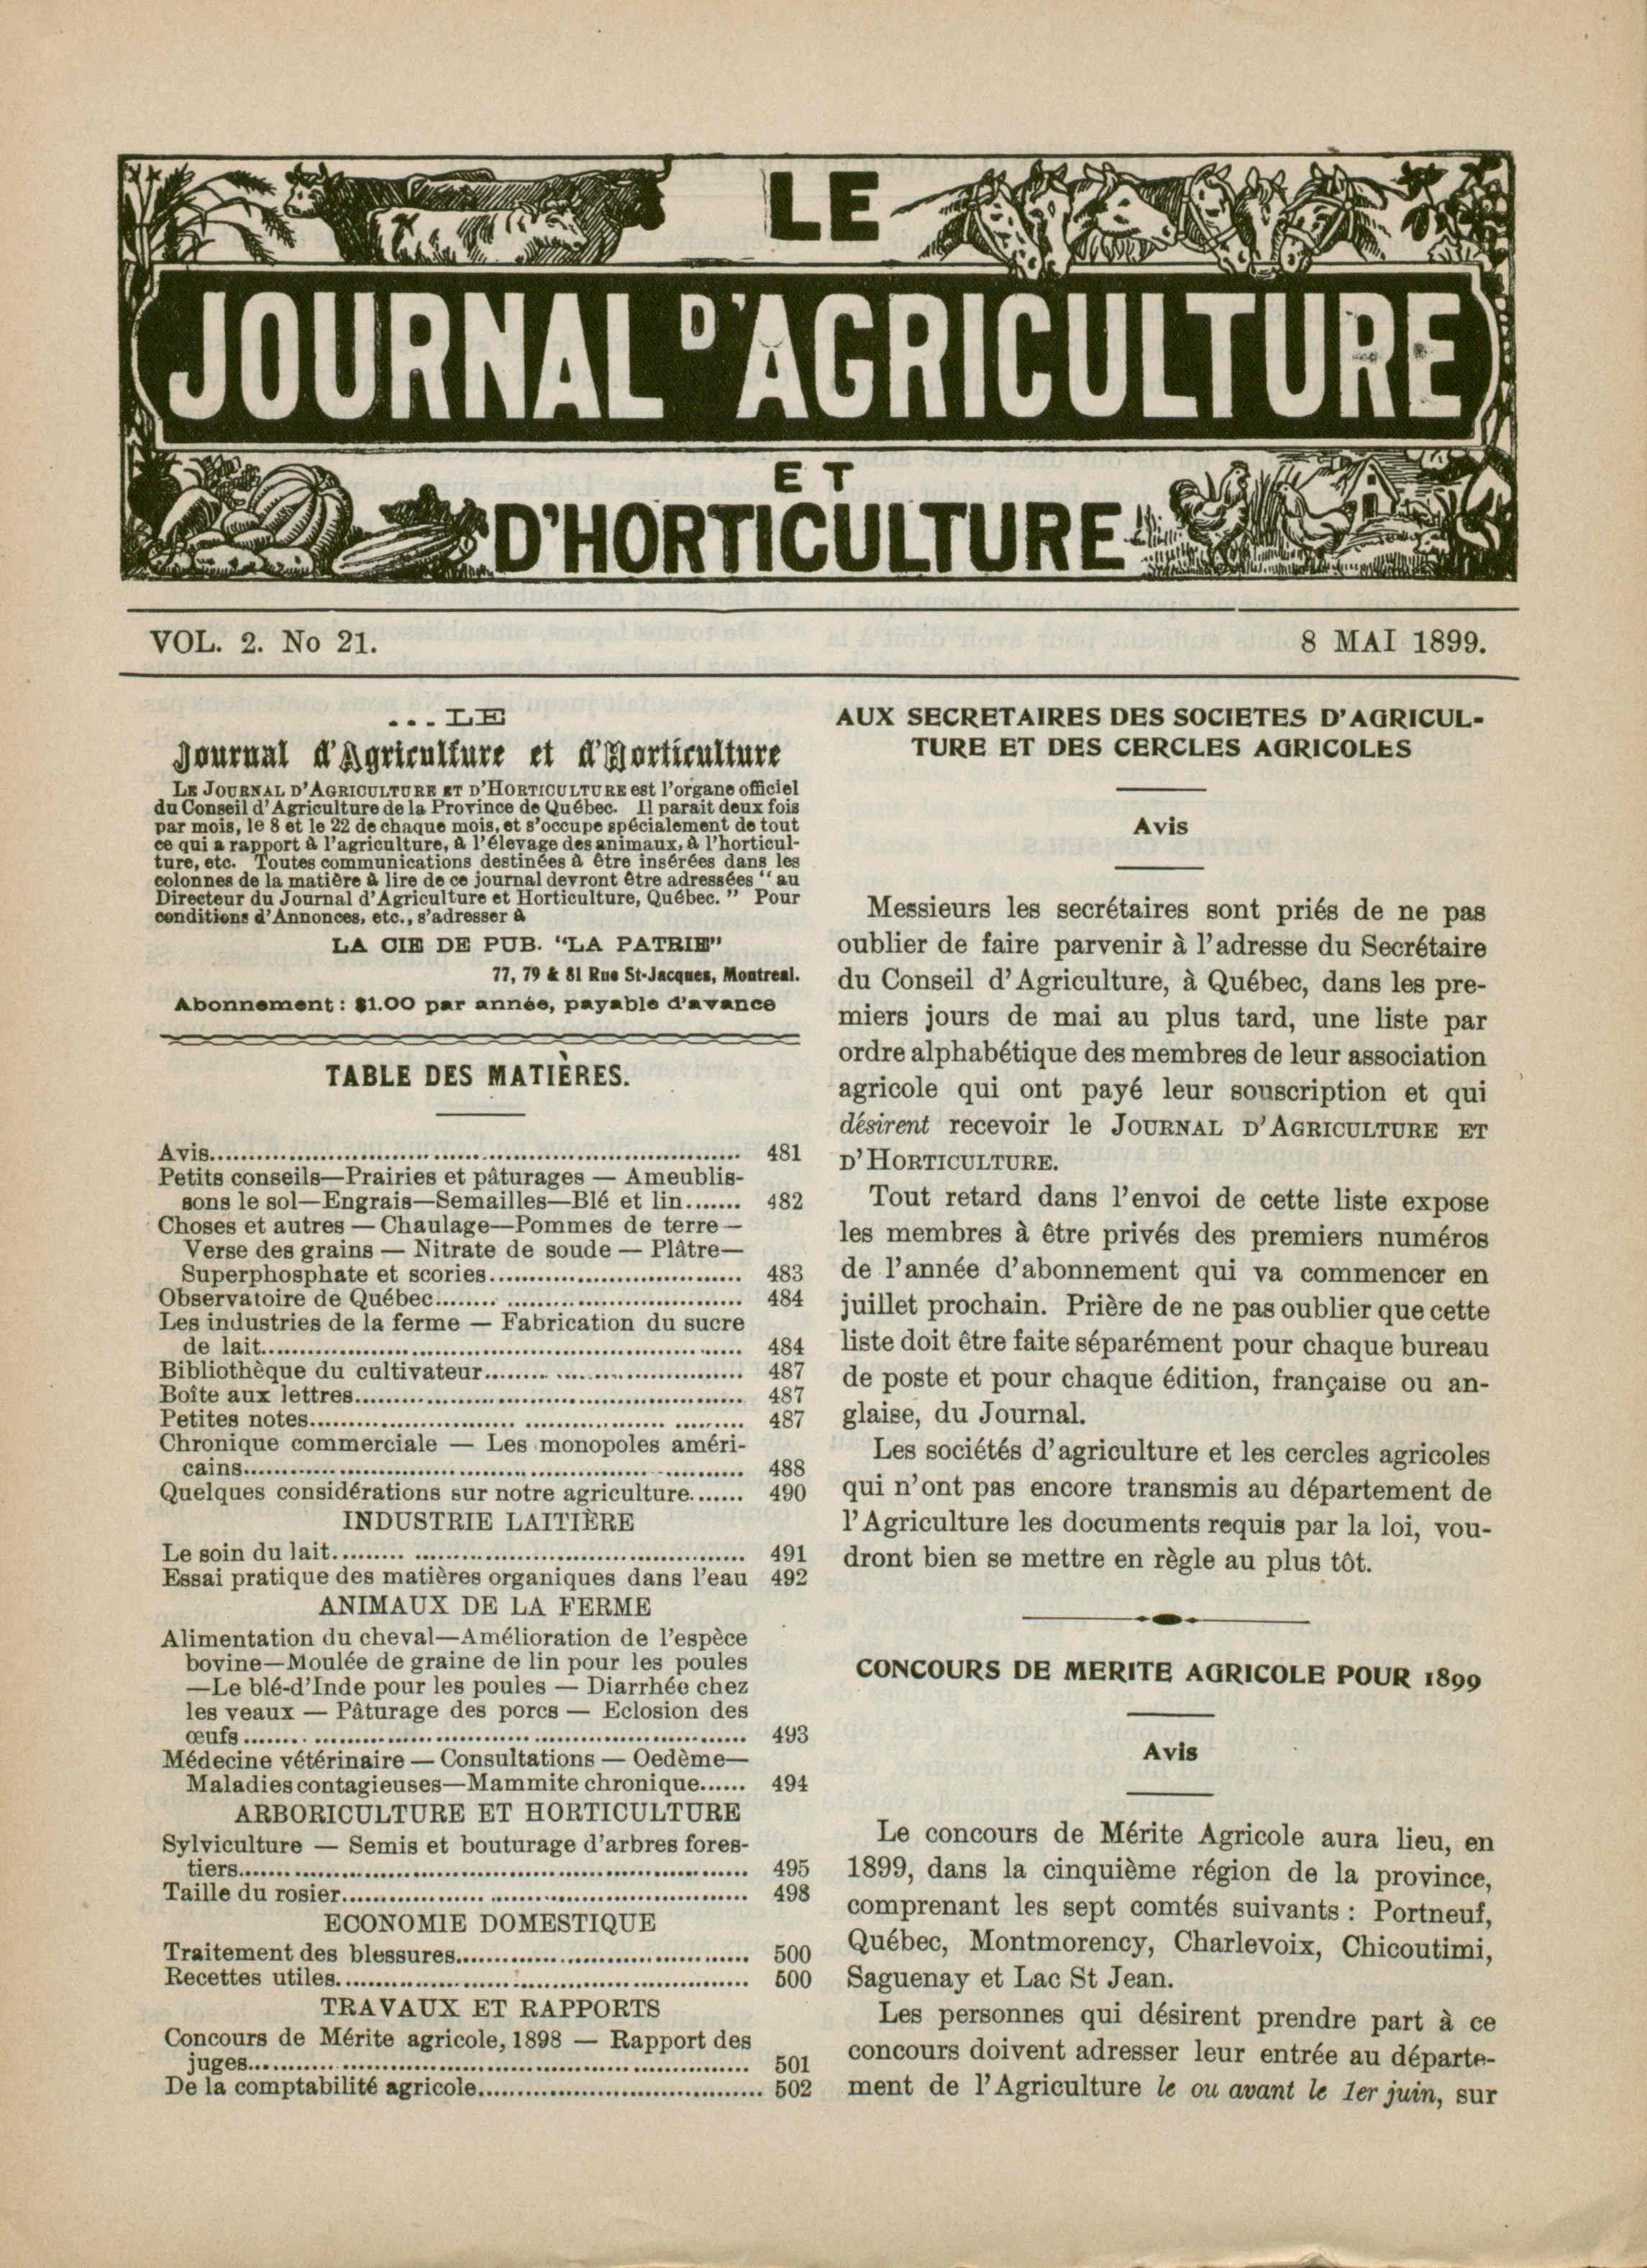 LE
JOURNAL D'AGRICULTURE
ET
D'HORTICULTURE
VOL. 2. No 21.
8 MAI 1899.
...LE
Journal d'Agriculture et d'Horticulture
LE JOURNAL D'AGRICULTURE ET D'HORTICULTURE est l'organe officiel
du Conseil d'Agriculture de la Province de Québec. Il parait deux fois
par mois, le 8 et le 22 de chaque mois, et s'occupe spécialement de tout
ce qui a rapport à l'agriculture, à l'élevage des animaux, à l'horticul-
ture, etc. Toutes communications destinées à être insérées dans les
colonnes de la matière à lire de ce journal devront être adressées "au
Directeur du Journal d'Agriculture et Horticulture, Québec." Pour
conditions d'Annonces, etc., s'adresser à
LA CIE DE PUB. "LA PATRIE"
77, 79 & 81 Rue St-Jacques, Montreal.
Abonnement : $1.00 par année, payable d'avance
TABLE DES MATIÈRES.
Avis........ 481
Petits conseils—Prairies et pâturages — Ameublis-
sons le sol—Engrais—Semailles—Blé et lin....... 482
Choses et autres — Chaulage—Pommes de terre—
Verse des grains — Nitrate de soude — Plâtre—
Superphosphate et scories........ 483
Observatoire de Québec........ 484
Les industries de la ferme — Fabrication du sucre
de lait........ 484
Bibliothèque du cultivateur........ 487
Boîte aux lettres........ 487
Petites notes........ 487
Chronique commerciale — Les monopoles améri-
cains........ 488
Quelques considérations sur notre agriculture....... 490
INDUSTRIE LAITIÈRE
Le soin du lait........ 491
Essai pratique des matières organiques dans l'eau 492
ANIMAUX DE LA FERME
Alimentation du cheval—Amélioration de l'espèce
bovine—Moulée de graine de lin pour les poules
—Le blé-d'Inde pour les poules — Diarrhée chez
les veaux — Pâturage des porcs — Eclosion des
œufs........ 493
Médecine vétérinaire — Consultations — Oedème—
Maladies contagieuses—Mammite chronique...... 494
ARBORICULTURE ET HORTICULTURE
Sylviculture — Semis et bouturage d'arbres fores-
tiers........ 495
Taille du rosier........ 498
ECONOMIE DOMESTIQUE
Traitement des blessures........ 500
Recettes utiles........ 500
TRAVAUX ET RAPPORTS
Concours de Mérite agricole, 1898 — Rapport des
juges........ 501
De la comptabilité agricole........ 502
AUX SECRETAIRES DES SOCIETES D'AGRICUL-
TURE ET DES CERCLES AGRICOLES
Avis
Messieurs les secrétaires sont priés de ne pas
oublier de faire parvenir à l'adresse du Secrétaire
du Conseil d'Agriculture, à Québec, dans les pre-
miers jours de mai au plus tard, une liste par
ordre alphabétique des membres de leur association
agricole qui ont payé leur souscription et qui
désirent recevoir le JOURNAL D'AGRICULTURE ET
D'HORTICULTURE.
Tout retard dans l'envoi de cette liste expose
les membres à être privés des premiers numéros
de l'année d'abonnement qui va commencer en
juillet prochain. Prière de ne pas oublier que cette
liste doit être faite séparément pour chaque bureau
de poste et pour chaque édition, française ou an-
glaise, du Journal.
Les sociétés d'agriculture et les cercles agricoles
qui n'ont pas encore transmis au département de
l'Agriculture les documents requis par la loi, vou-
dront bien se mettre en règle au plus tôt.
CONCOURS DE MERITE AGRICOLE POUR 1899
Avis
Le concours de Mérite Agricole aura lieu, en
1899, dans la cinquième région de la province,
comprenant les sept comtés suivants : Portneuf,
Québec, Montmorency, Charlevoix, Chicoutimi,
Saguenay et Lac St Jean.
Les personnes qui désirent prendre part à ce
concours doivent adresser leur entrée au départe-
ment de l'Agriculture le ou avant le 1er juin, sur